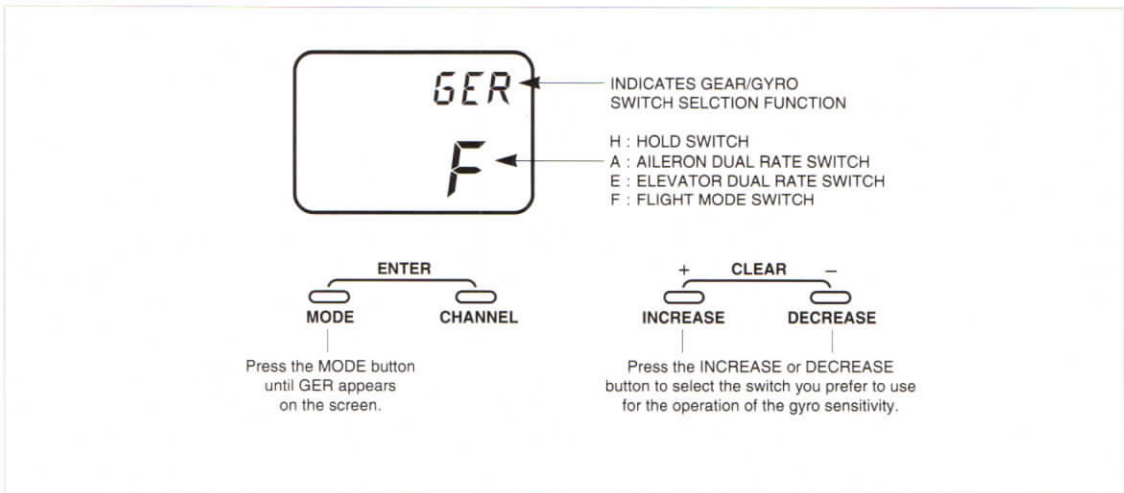 GER
INDICATES GEAR/GYRO
SWITCH SELCTION FUNCTION
F
H : HOLD SWITCH
A : AILERON DUAL RATE SWITCH
E : ELEVATOR DUAL RATE SWITCH
F : FLIGHT MODE SWITCH
ENTER
MODE CHANNEL
Press the MODE button
until GER appears
on the screen.
+ CLEAR –
INCREASE DECREASE
Press the INCREASE or DECREASE
button to select the switch you prefer to use
for the operation of the gyro sensitivity.